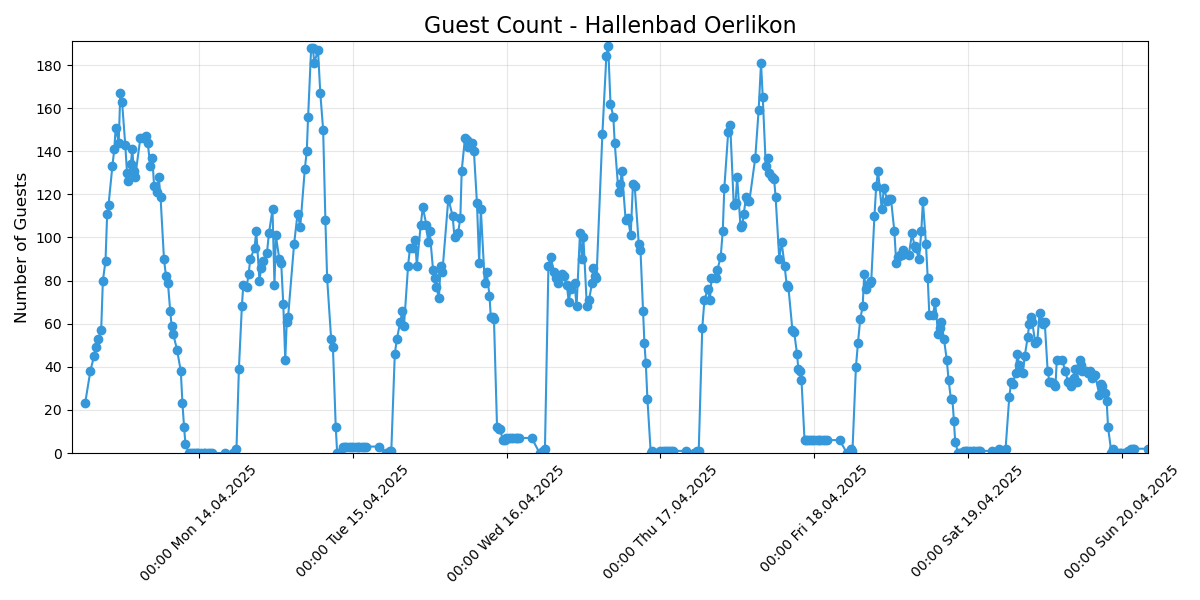 Guest Count - Hallenbad Oerlikon
Number of Guests
180
160
140
120
100
80
60
40
20
0
00:00 Mon 14.04.2025
00:00 Tue 15.04.2025
00:00 Wed 16.04.2025
00:00 Thu 17.04.2025
00:00 Fri 18.04.2025
00:00 Sat 19.04.2025
00:00 Sun 20.04.2025